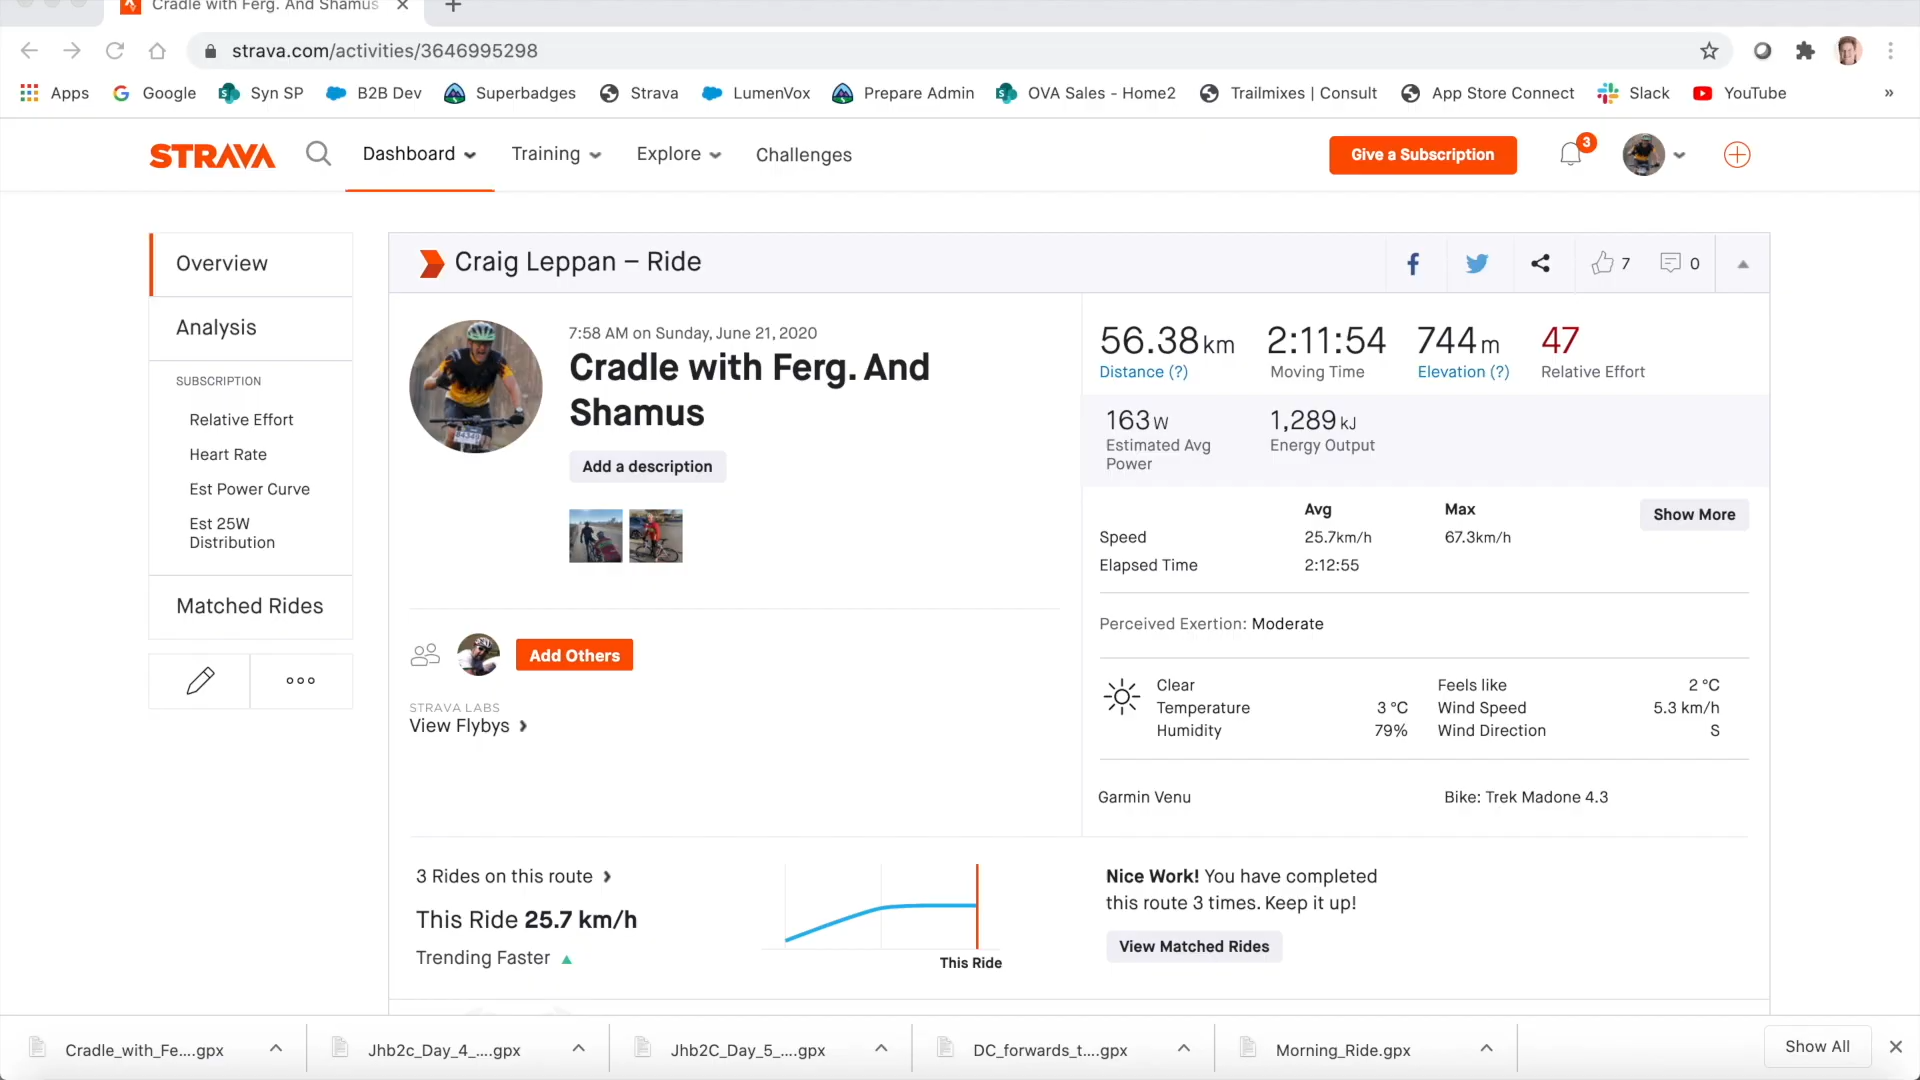 Cradle with Ferg. And Shamus
strava.com/activities/3646995298
Apps Google Syn SP B2B Dev Superbadges Strava LumenVox Prepare Admin OVA Sales - Home2 Trailmixes | Consult App Store Connect Slack YouTube »
STRAVA Dashboard Training Explore Challenges Give a Subscription 3
Overview
Analysis
SUBSCRIPTION
Relative Effort
Heart Rate
Est Power Curve
Est 25W
Distribution
Matched Rides
Craig Leppan – Ride
7 0
7:58 AM on Sunday, June 21, 2020
Cradle with Ferg. And
Shamus
Add a description
Add Others
STRAVA LABS
View Flybys
56.38 km 2:11:54 744 m 47
Distance (?) Moving Time Elevation (?) Relative Effort
163 W 1,289 kJ
Estimated Avg
Power
Energy Output
Avg Max
Show More
Speed 25.7km/h 67.3km/h
Elapsed Time 2:12:55
Perceived Exertion: Moderate
Clear Feels like 2 °C
Temperature 3 °C Wind Speed 5.3 km/h
Humidity 79% Wind Direction S
Garmin Venu Bike: Trek Madone 4.3
3 Rides on this route
This Ride 25.7 km/h
Trending Faster
This Ride
Nice Work! You have completed
this route 3 times. Keep it up!
View Matched Rides
Cradle_with_Fe....gpx Jhb2c_Day_4_....gpx Jhb2C_Day_5_....gpx DC_forwards_t....gpx Morning_Ride.gpx Show All